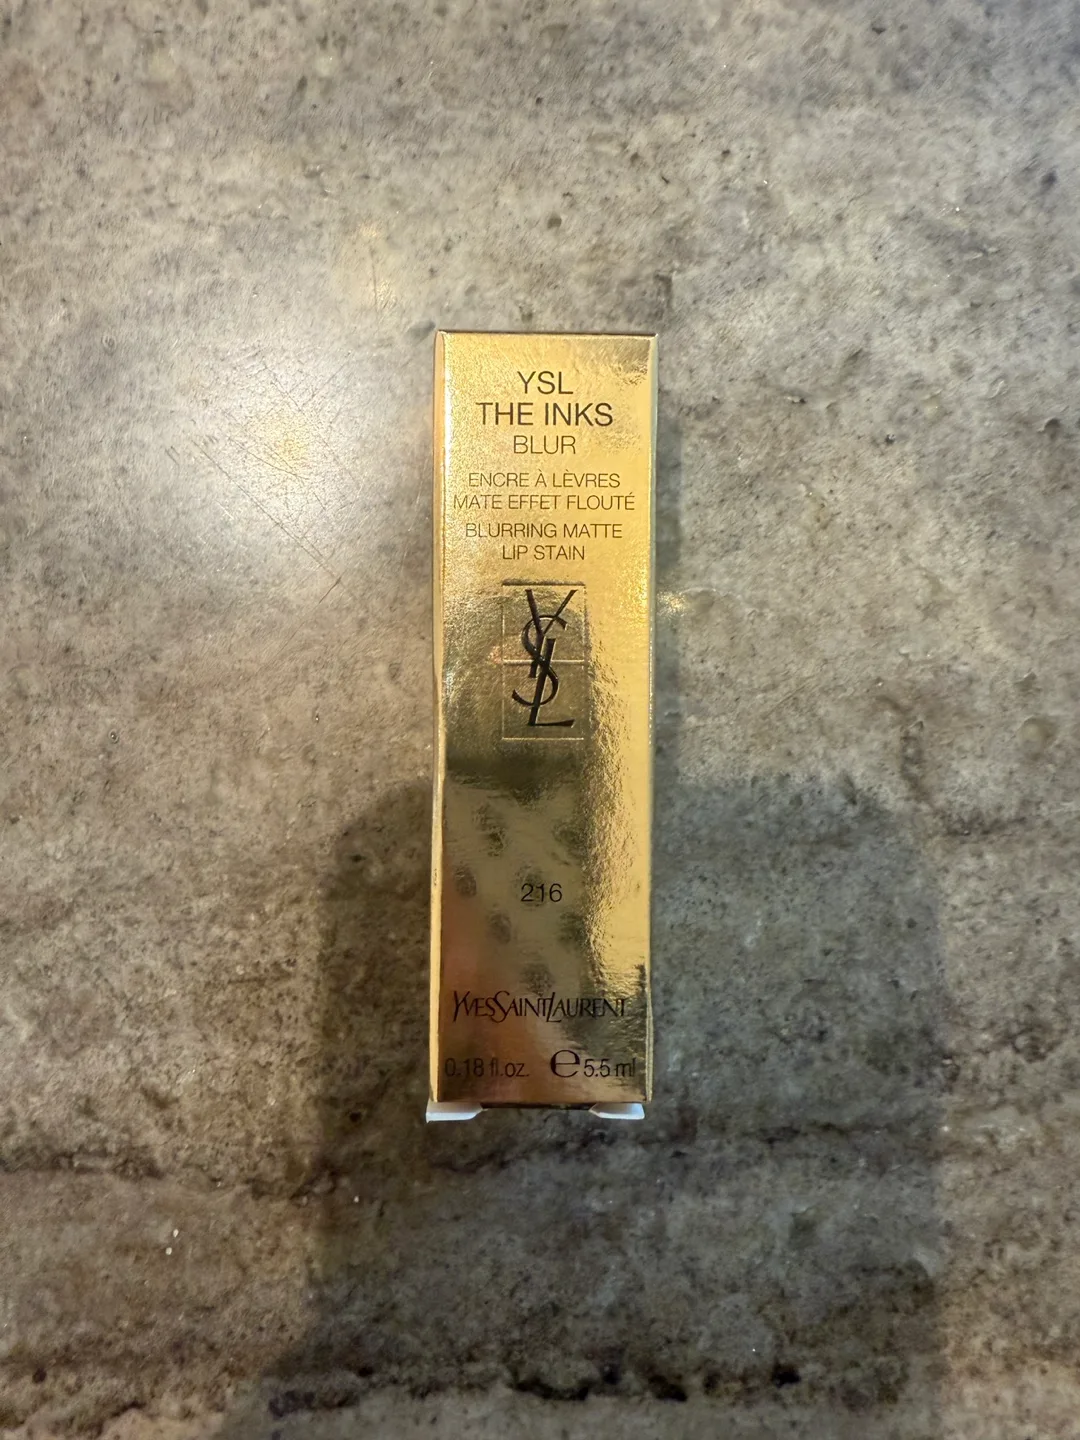 YSL
THE INKS
BLUR
ENCRE À LÈVRES
MATE EFFET FLOUTÉ
BLURRING MATTE
LIP STAIN
YSL
216
YVESSAINTLAURENT
0.18 fl.oz. ℮ 5.5 ml